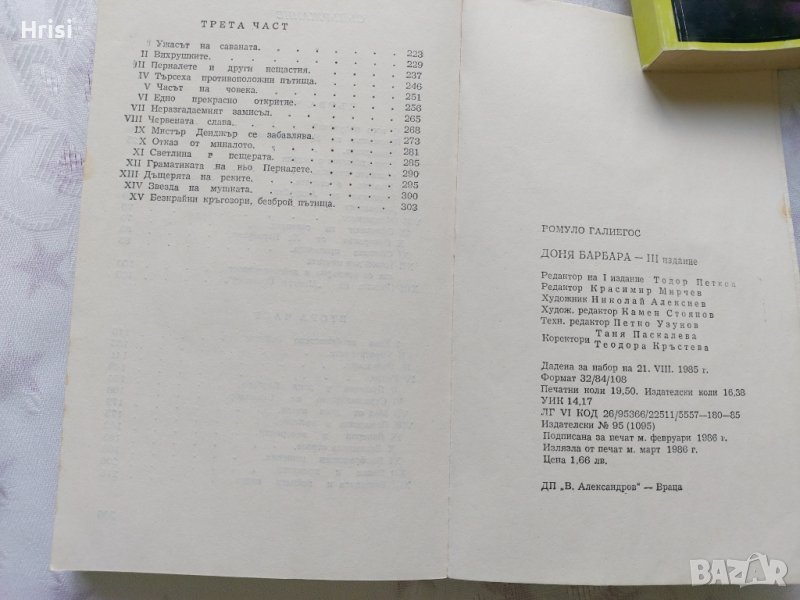 Hrisi
ТРЕТА ЧАСТ
I Ужасът на саваната. 223
II Вихрушките. 229
III Перналете и други нещастия. 237
IV Търсеха противоположни пътища. 246
V Часът на човека. 251
VI Едно прекрасно откритие. 256
VII Неразгадаемият замисъл. 265
VIII Червената слава. 268
IX Мистър Дейджър се забавлява. 273
X Отказ от миналото. 281
XI Светлина в пещерата. 285
XII Граматиката на ньо Перналете. 290
XIII Дъщерята на реките. 295
XIV Звезда на мушката. 300
XV Безкрайни кръгозори, безброй пътища. 303
РОМУЛО ГАЛИЕГОС
ДОНЯ БАРБАРА — III издание
Редактор на I издание Тодор Петков
Редактор Красимир Мирчев
Художник Николай Алексиев
Худож. редактор Камен Стоянов
Техн. редактор Петко Узунов
Коректори Таня Паскалева
Теодора Кръстева
Дадена за набор на 21. VIII. 1985 г.
Формат 32/84/108
Печатни коли 19,50. Издателски коли 16,38
УИК 14,17
ЛГ VI КОД 26/95366/22511/5557—180—85
Издателски № 95 (1095)
Подписана за печат м. февруари 1986 г.
Излязла от печат м. март 1986 г.
Цена 1,66 лв.
ДП „В. Александров" — Враца
BAZAR